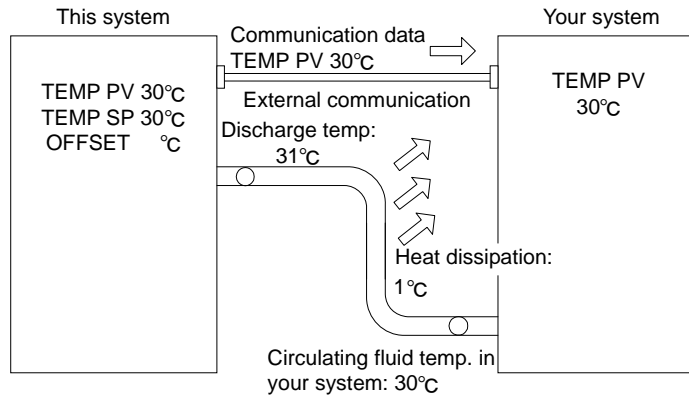 This system
Your system
Communication data
TEMP PV 30℃
External communication
TEMP PV 30℃
TEMP SP 30℃
OFFSET ℃
TEMP PV
30℃
Discharge temp:
31℃
Heat dissipation:
1℃
Circulating fluid temp. in
your system: 30℃